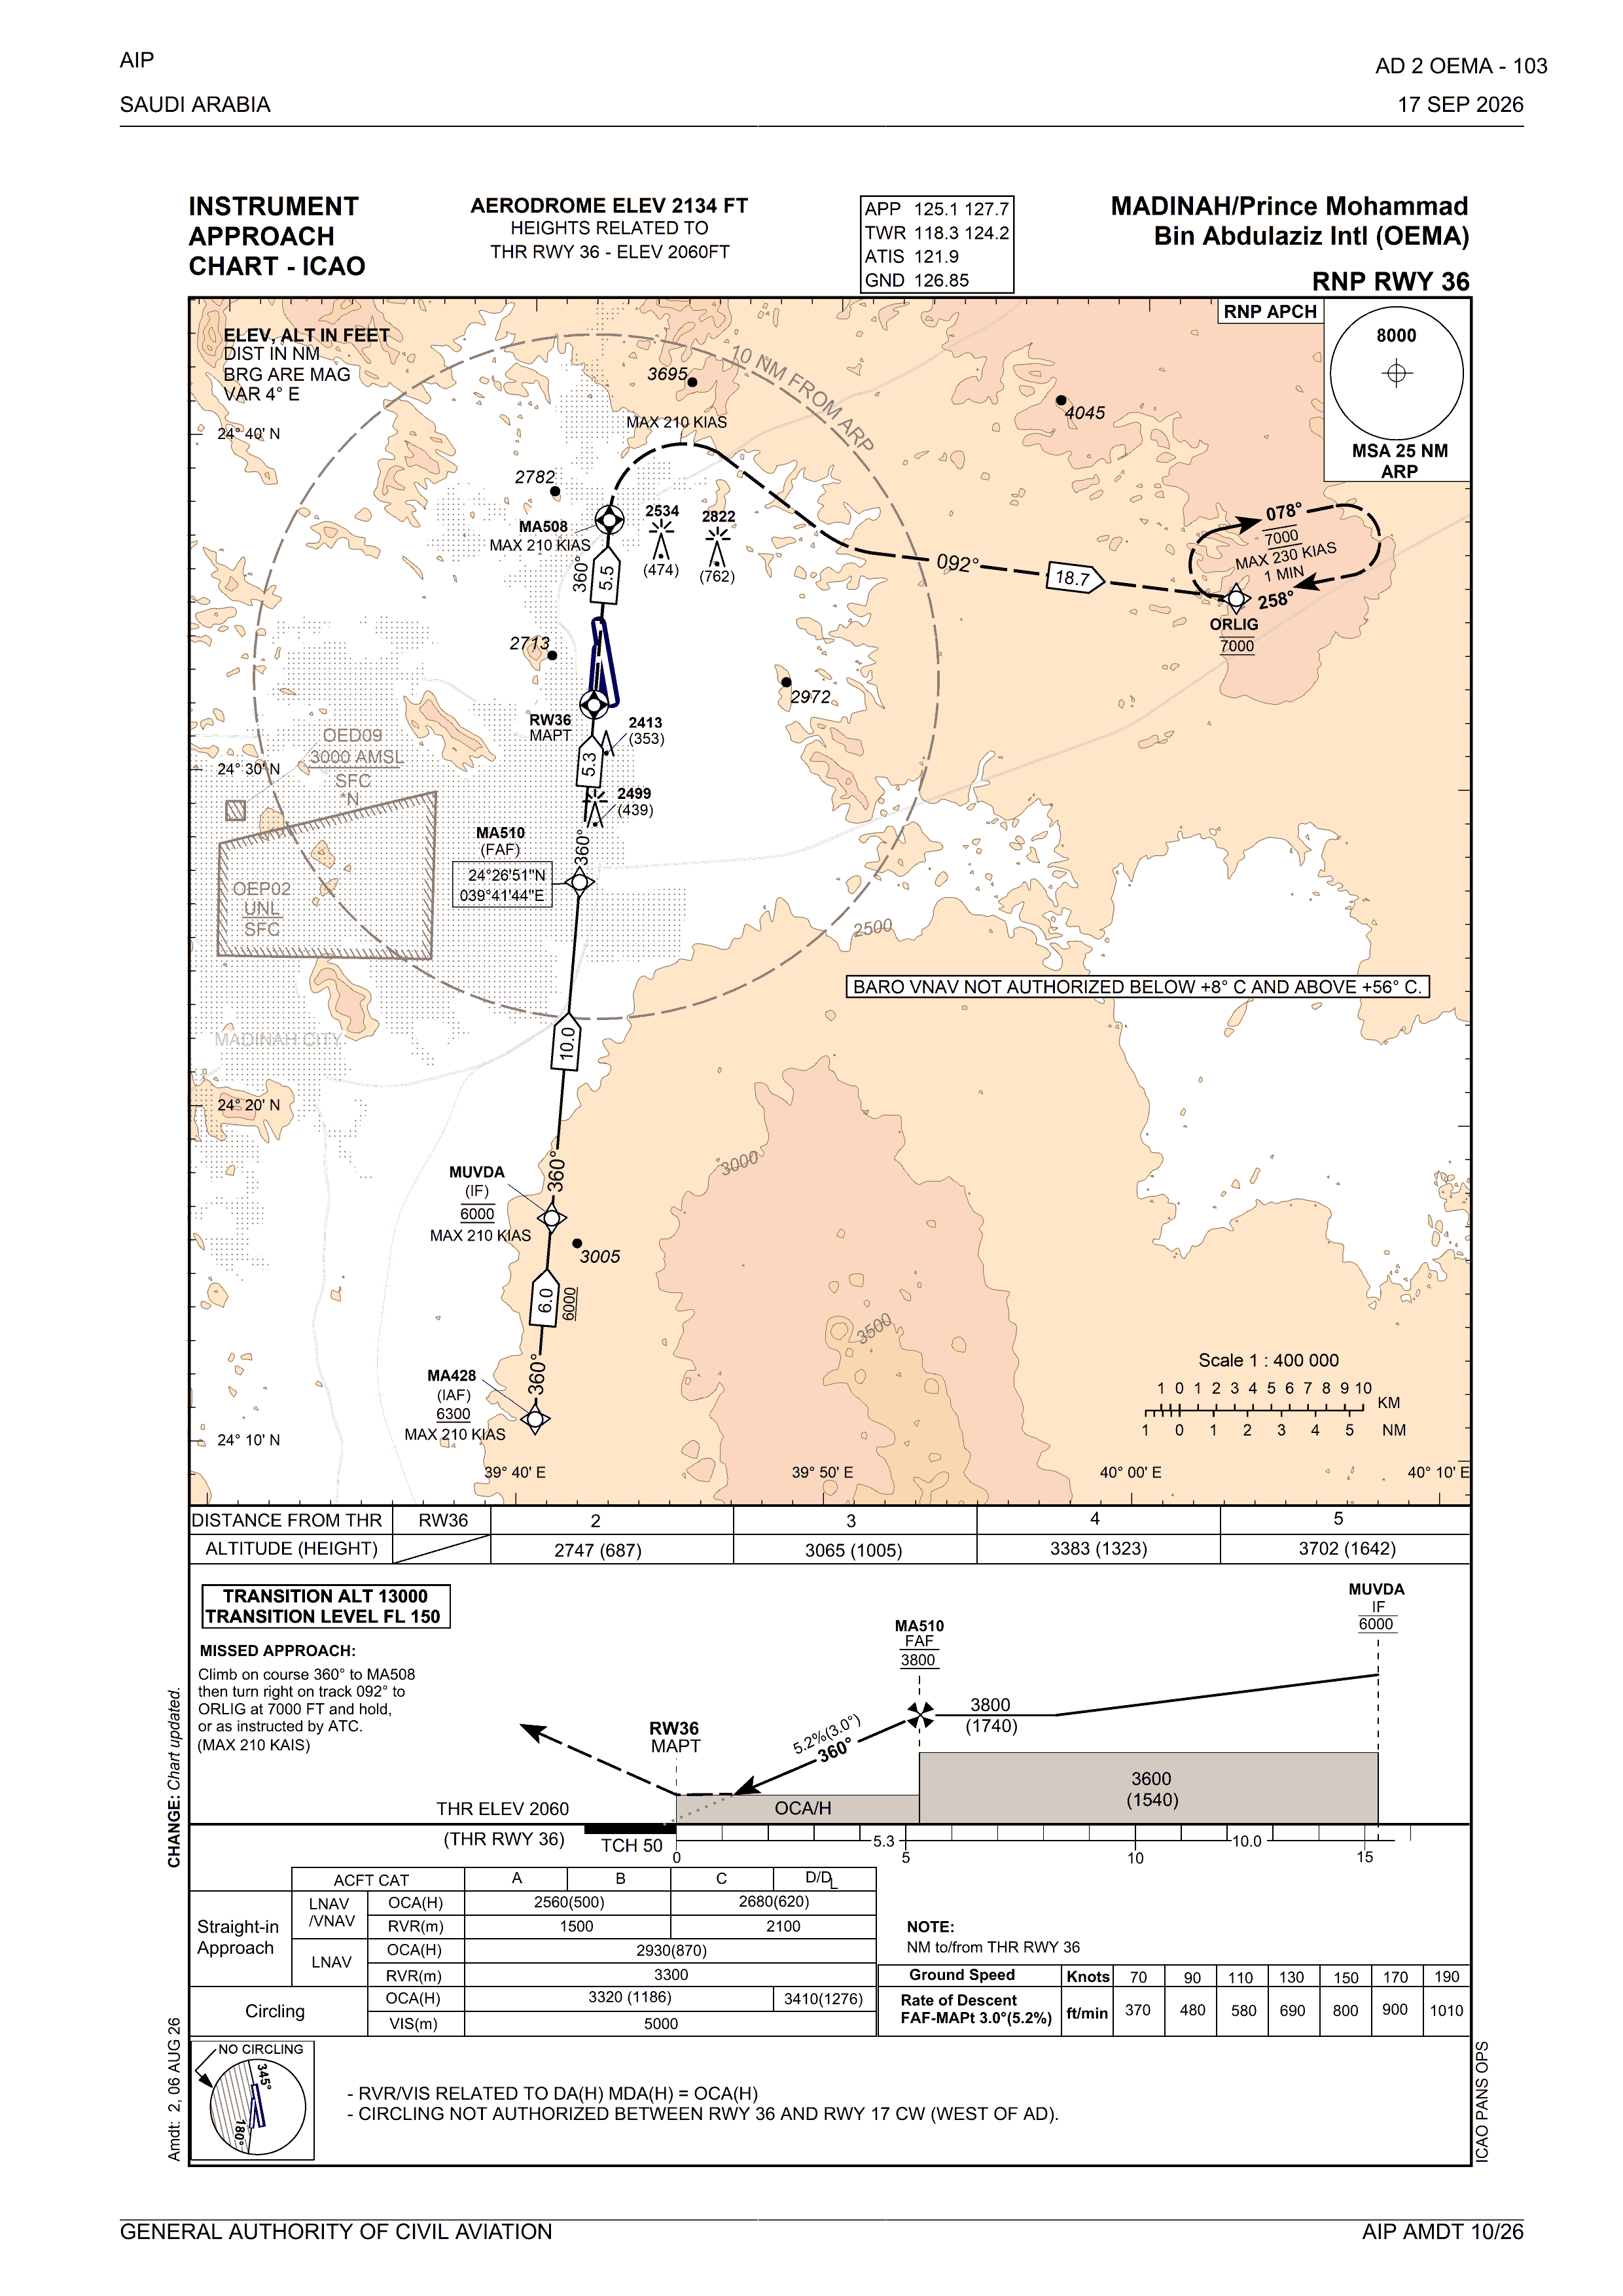 AIP
AD 2 OEMA - 103
SAUDI ARABIA
17 SEP 2026
INSTRUMENT
APPROACH
CHART - ICAO
AERODROME ELEV 2134 FT
HEIGHTS RELATED TO
THR RWY 36 - ELEV 2060FT
APP 125.1 127.7
TWR 118.3 124.2
ATIS 121.9
GND 126.85
MADINAH/Prince Mohammad
Bin Abdulaziz Intl (OEMA)
RNP RWY 36
ELEV, ALT IN FEET
DIST IN NM
BRG ARE MAG
VAR 4° E
RNP APCH
8000
MSA 25 NM
ARP
10 NM FROM ARP
3695
4045
MAX 210 KIAS
24° 40' N
2782
MA508
MAX 210 KIAS
2534
(474)
2822
(762)
360°
5.5
092°
18.7
078°
7000
MAX 230 KIAS
1 MIN
258°
ORLIG
7000
2713
2972
RW36
MAPT
2413
(353)
5.3
OED09
3000 AMSL
SFC
*N
24° 30' N
2499
(439)
MA510
(FAF)
24°26'51"N
039°41'44"E
360°
OEP02
UNL
SFC
2500
BARO VNAV NOT AUTHORIZED BELOW +8° C AND ABOVE +56° C.
MADINAH CITY
10.0
24° 20' N
3000
MUVDA
(IF)
6000
MAX 210 KIAS
360°
3005
6.0
6000
3500
MA428
(IAF)
6300
MAX 210 KIAS
360°
24° 10' N
Scale 1 : 400 000
1 0 1 2 3 4 5 6 7 8 9 10
KM
1 0 1 2 3 4 5 NM
39° 40' E
39° 50' E
40° 00' E
40° 10' E
DISTANCE FROM THR RW36 2 3 4 5
ALTITUDE (HEIGHT) 2747 (687) 3065 (1005) 3383 (1323) 3702 (1642)
TRANSITION ALT 13000
TRANSITION LEVEL FL 150
MISSED APPROACH:
Climb on course 360° to MA508
then turn right on track 092° to
ORLIG at 7000 FT and hold,
or as instructed by ATC.
(MAX 210 KAIS)
MUVDA
IF
6000
MA510
FAF
3800
3800
(1740)
RW36
MAPT
5.2%(3.0°)
360°
3600
(1540)
OCA/H
THR ELEV 2060
(THR RWY 36)
TCH 50
5.3
10.0
0 5 10 15
ACFT CAT A B C D/DL
Straight-in
Approach
LNAV
/VNAV
OCA(H) 2560(500) 2680(620)
RVR(m) 1500 2100
LNAV
OCA(H) 2930(870)
RVR(m) 3300
Circling
OCA(H) 3320 (1186) 3410(1276)
VIS(m) 5000
NOTE:
NM to/from THR RWY 36
Ground Speed Knots 70 90 110 130 150 170 190
Rate of Descent
FAF-MAPt 3.0°(5.2%)
ft/min 370 480 580 690 800 900 1010
NO CIRCLING
345°
180°
- RVR/VIS RELATED TO DA(H) MDA(H) = OCA(H)
- CIRCLING NOT AUTHORIZED BETWEEN RWY 36 AND RWY 17 CW (WEST OF AD).
CHANGE: Chart updated.
Amdt: 2, 06 AUG 26
ICAO PANS OPS
GENERAL AUTHORITY OF CIVIL AVIATION
AIP AMDT 10/26